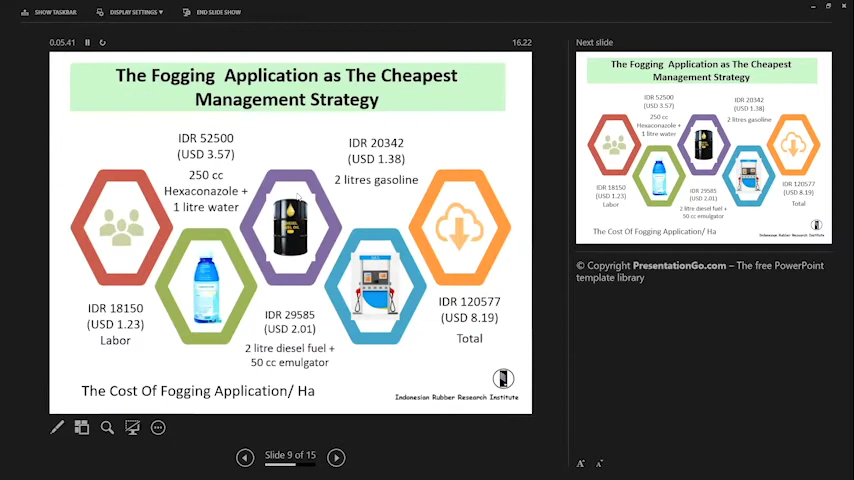 SHOW TASKBAR
DISPLAY SETTINGS ▾
END SLIDE SHOW
0.05.41
16.22
The Fogging Application as The Cheapest
Management Strategy
IDR 52500
(USD 3.57)
250 cc
Hexaconazole +
1 litre water
IDR 20342
(USD 1.38)
2 litres gasoline
DIESEL
FUEL OIL
IDR 18150
(USD 1.23)
Labor
IDR 29585
(USD 2.01)
2 litre diesel fuel +
50 cc emulgator
IDR 120577
(USD 8.19)
Total
The Cost Of Fogging Application/ Ha
Indonesian Rubber Research Institute
Slide 9 of 15
Next slide
The Fogging Application as The Cheapest
Management Strategy
IDR 52500
(USD 3.57)
250 cc
Hexaconazole +
1 litre water
IDR 20342
(USD 1.38)
2 litres gasoline
IDR 18150
(USD 1.23)
Labor
IDR 29585
(USD 2.01)
2 litre diesel fuel +
50 cc emulgator
IDR 120577
(USD 8.19)
Total
The Cost Of Fogging Application/ Ha
Indonesian Rubber Research Institute
© Copyright PresentationGo.com – The free PowerPoint
template library
A A